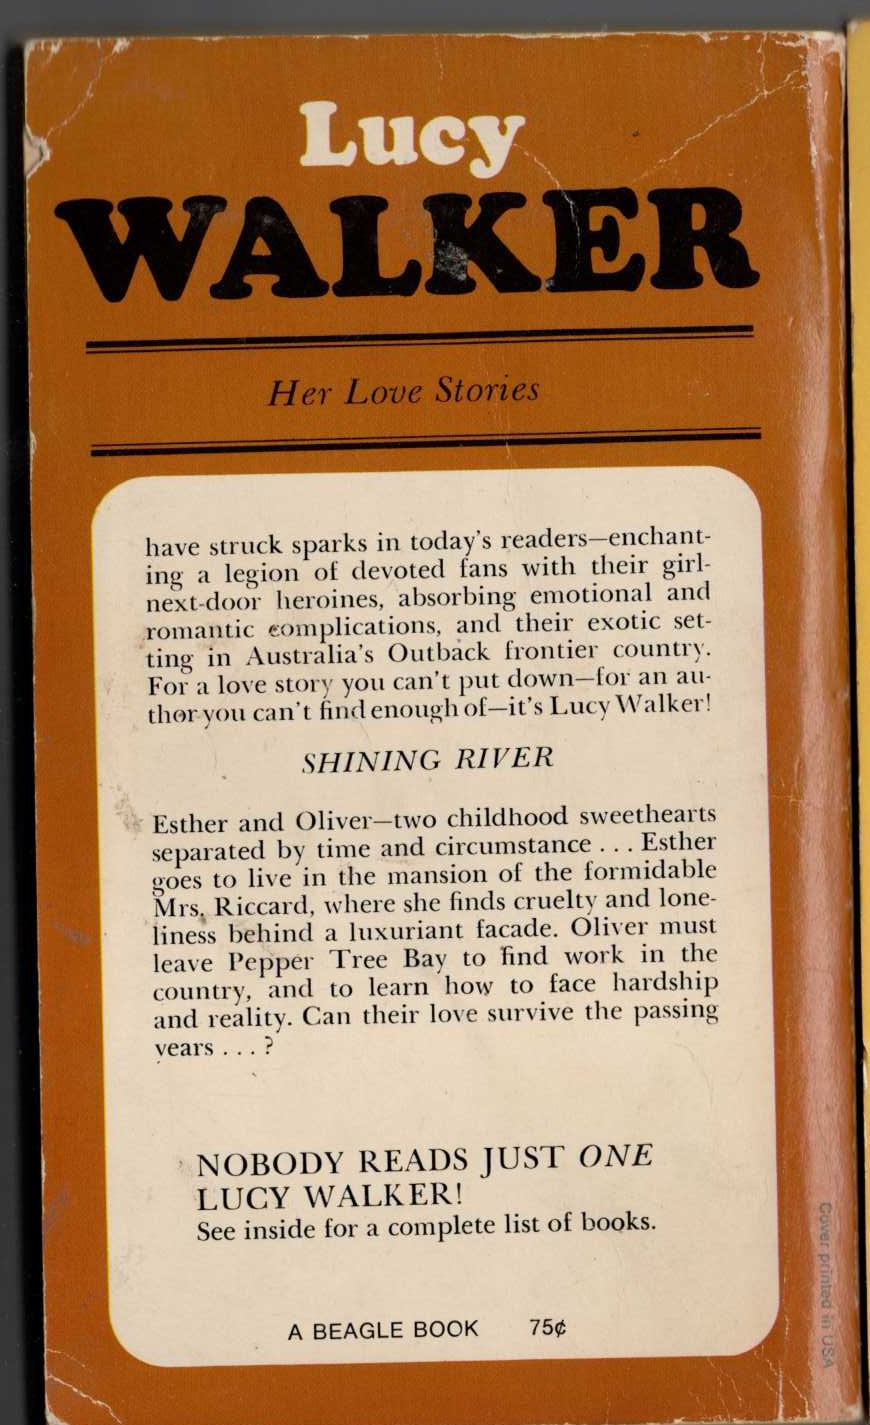 Lucy
WALKER
Her Love Stories
have struck sparks in today's readers—enchant-
ing a legion of devoted fans with their girl-
next-door heroines, absorbing emotional and
romantic complications, and their exotic set-
ting in Australia's Outback frontier country.
For a love story you can't put down—for an au-
thor you can't find enough of—it's Lucy Walker!
SHINING RIVER
Esther and Oliver—two childhood sweethearts
separated by time and circumstance . . . Esther
goes to live in the mansion of the formidable
Mrs. Riccard, where she finds cruelty and lone-
liness behind a luxuriant facade. Oliver must
leave Pepper Tree Bay to find work in the
country, and to learn how to face hardship
and reality. Can their love survive the passing
years . . . ?
NOBODY READS JUST ONE
LUCY WALKER!
See inside for a complete list of books.
A BEAGLE BOOK 75¢
Cover printed in USA